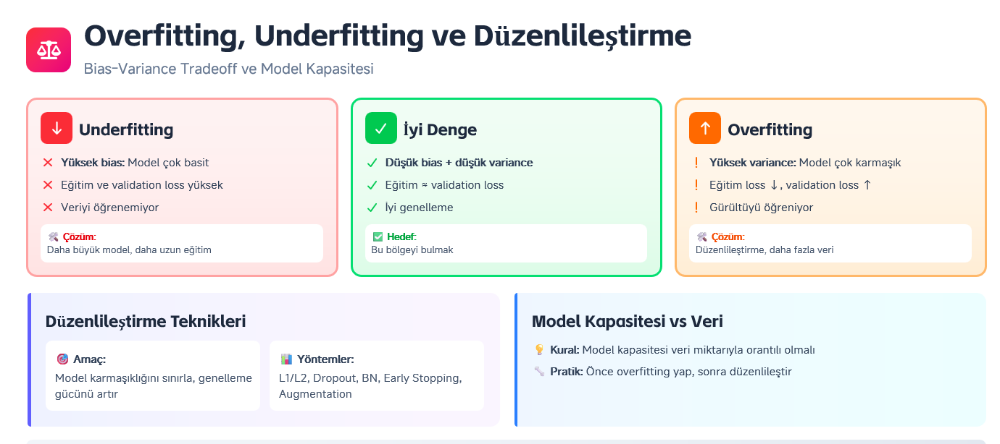 Overfitting, Underfitting ve Düzenlileştirme
Bias-Variance Tradeoff ve Model Kapasitesi
Underfitting
Yüksek bias: Model çok basit
Eğitim ve validation loss yüksek
Veriyi öğrenemiyor
Çözüm:
Daha büyük model, daha uzun eğitim
İyi Denge
Düşük bias + düşük variance
Eğitim ≈ validation loss
İyi genelleme
Hedef:
Bu bölgeyi bulmak
Overfitting
Yüksek variance: Model çok karmaşık
Eğitim loss ↓, validation loss ↑
Gürültüyü öğreniyor
Çözüm:
Düzenlileştirme, daha fazla veri
Düzenlileştirme Teknikleri
Amaç:
Model karmaşıklığını sınırla, genelleme
gücünü artır
Yöntemler:
L1/L2, Dropout, BN, Early Stopping,
Augmentation
Model Kapasitesi vs Veri
Kural: Model kapasitesi veri miktarıyla orantılı olmalı
Pratik: Önce overfitting yap, sonra düzenlileştir